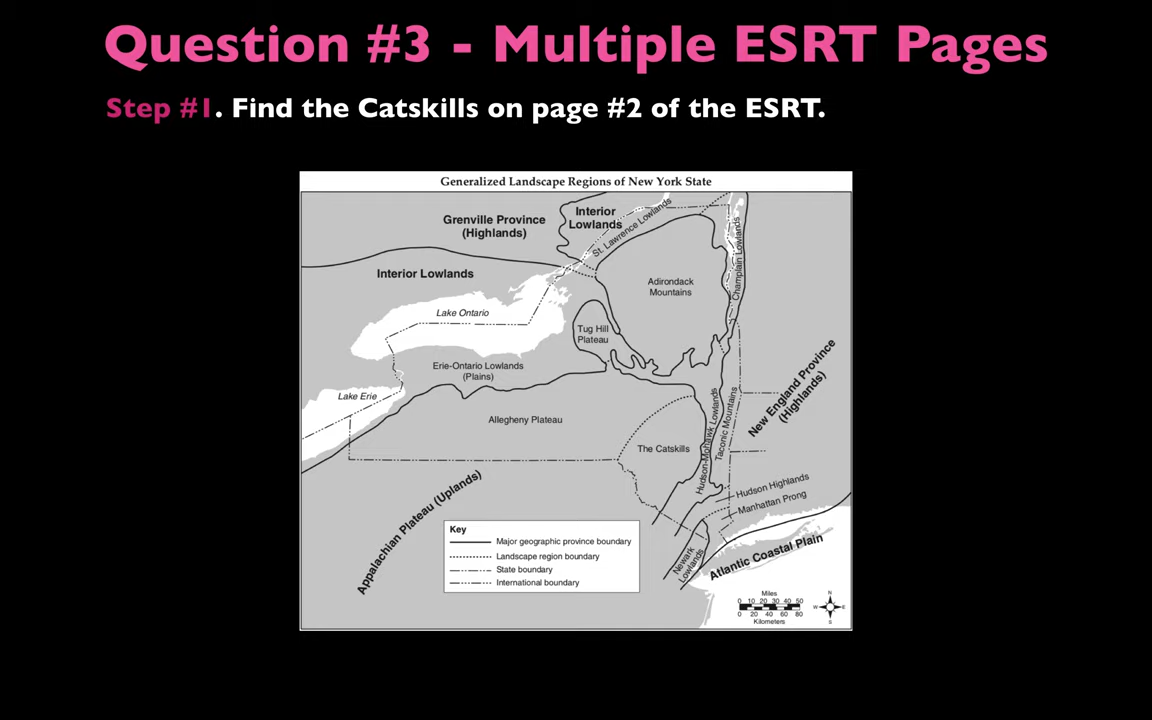 Question #3 - Multiple ESRT Pages
Step #1. Find the Catskills on page #2 of the ESRT.
Generalized Landscape Regions of New York State
Grenville Province
(Highlands)
Interior
Lowlands
St. Lawrence Lowlands
Champlain Lowlands
Interior Lowlands
Adirondack
Mountains
Lake Ontario
Tug Hill
Plateau
Erie-Ontario Lowlands
(Plains)
New England Province
(Highlands)
Lake Erie
Allegheny Plateau
The Catskills
Hudson-Mohawk Lowlands
Taconic Mountains
Appalachian Plateau (Uplands)
Hudson Highlands
Manhattan Prong
Newark
Lowlands
Atlantic Coastal Plain
Key
Major geographic province boundary
Landscape region boundary
State boundary
International boundary
Miles
0 10 20 30 40 50
0 20 40 60 80
Kilometers
N
W E
S